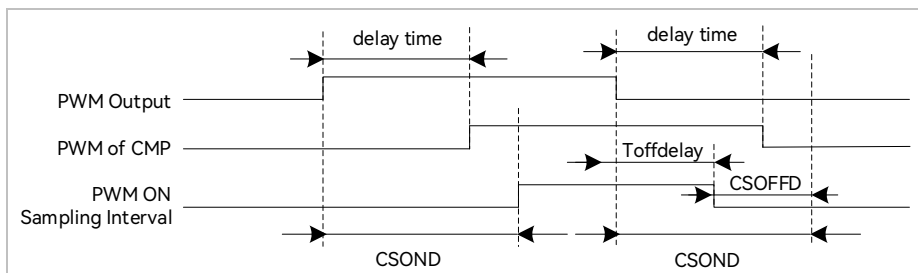 delay time
delay time
PWM Output
PWM of CMP
Toffdelay
PWM ON
Sampling Interval
CSOFFD
CSOND
CSOND